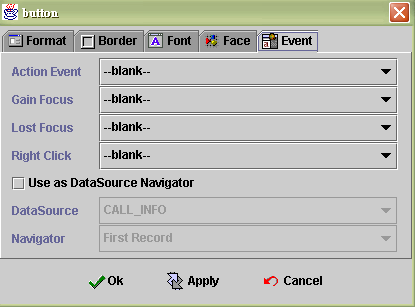 button
Format Border Font Face Event
Action Event --blank--
Gain Focus --blank--
Lost Focus --blank--
Right Click --blank--
Use as DataSource Navigator
DataSource CALL_INFO
Navigator First Record
Ok Apply Cancel